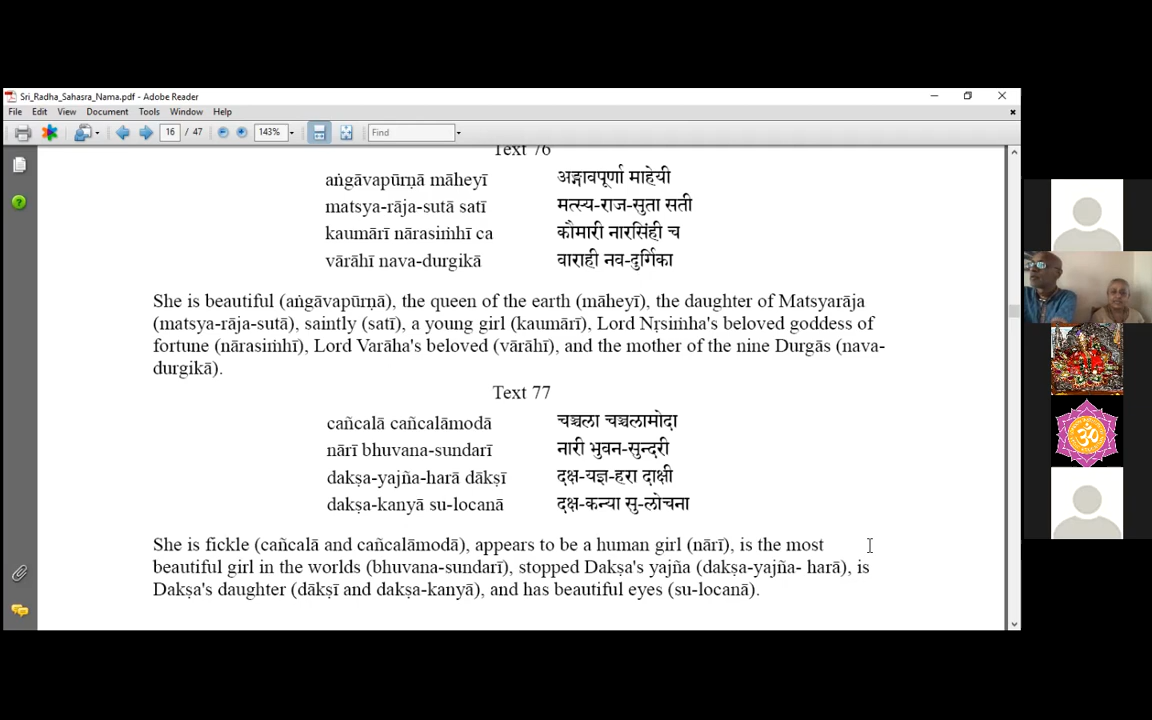 Sri_Radha_Sahasra_Nama.pdf - Adobe Reader
File Edit View Document Tools Window Help
16 / 47 143% Find
Text 76
aṅgāvapūrṇā māheyī अङ्गावपूर्णा माहेयी
matsya-rāja-sutā satī मत्स्य-राज-सुता सती
kaumārī nārasiṁhī ca कौमारी नारसिंही च
vārāhī nava-durgikā वाराही नव-दुर्गिका
She is beautiful (aṅgāvapūrṇā), the queen of the earth (māheyī), the daughter of Matsyarāja
(matsya-rāja-sutā), saintly (satī), a young girl (kaumārī), Lord Nṛsiṁha's beloved goddess of
fortune (nārasiṁhī), Lord Varāha's beloved (vārāhī), and the mother of the nine Durgās (nava-
durgikā).
Text 77
cañcalā cañcalāmodā चञ्चला चञ्चलामोदा
nārī bhuvana-sundarī नारी भुवन-सुन्दरी
dakṣa-yajña-harā dākṣī दक्ष-यज्ञ-हरा दाक्षी
dakṣa-kanyā su-locanā दक्ष-कन्या सु-लोचना
She is fickle (cañcalā and cañcalāmodā), appears to be a human girl (nārī), is the most
beautiful girl in the worlds (bhuvana-sundarī), stopped Dakṣa's yajña (dakṣa-yajña- harā), is
Dakṣa's daughter (dākṣī and dakṣa-kanyā), and has beautiful eyes (su-locanā).
ॐ